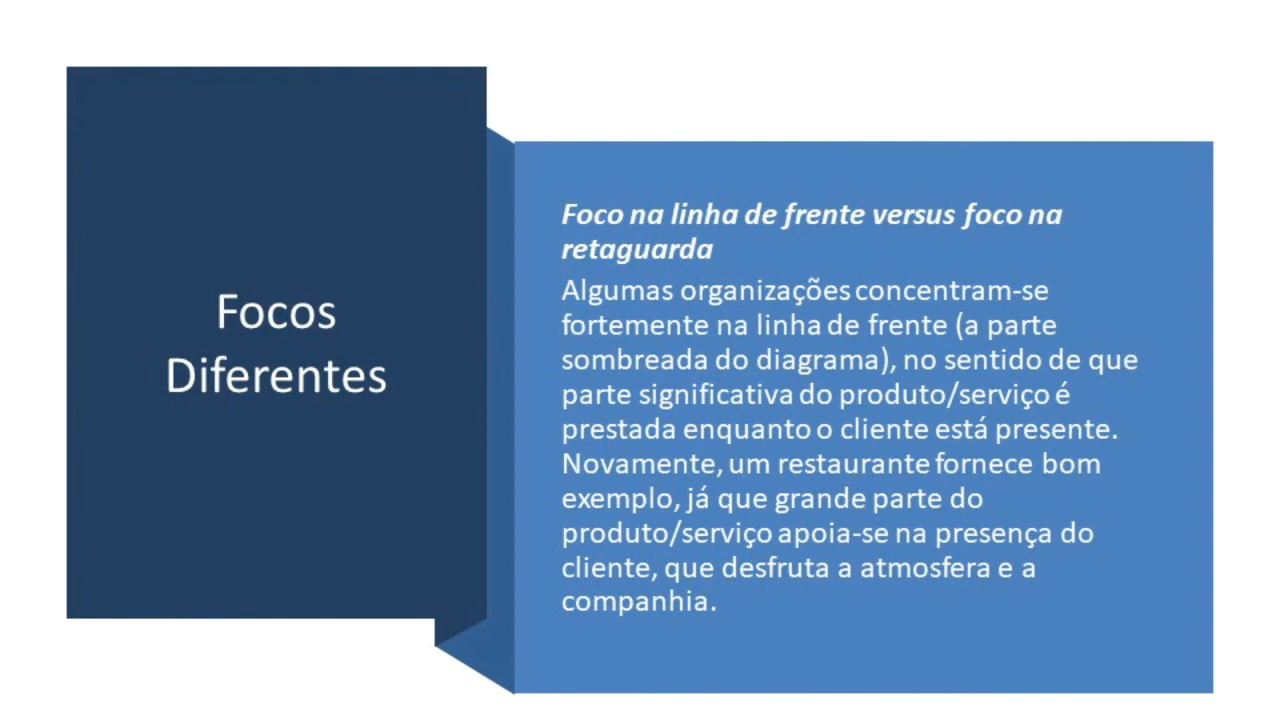 Focos
Diferentes
Foco na linha de frente versus foco na
retaguarda
Algumas organizações concentram-se
fortemente na linha de frente (a parte
sombreada do diagrama), no sentido de que
parte significativa do produto/serviço é
prestada enquanto o cliente está presente.
Novamente, um restaurante fornece bom
exemplo, já que grande parte do
produto/serviço apoia-se na presença do
cliente, que desfruta a atmosfera e a
companhia.